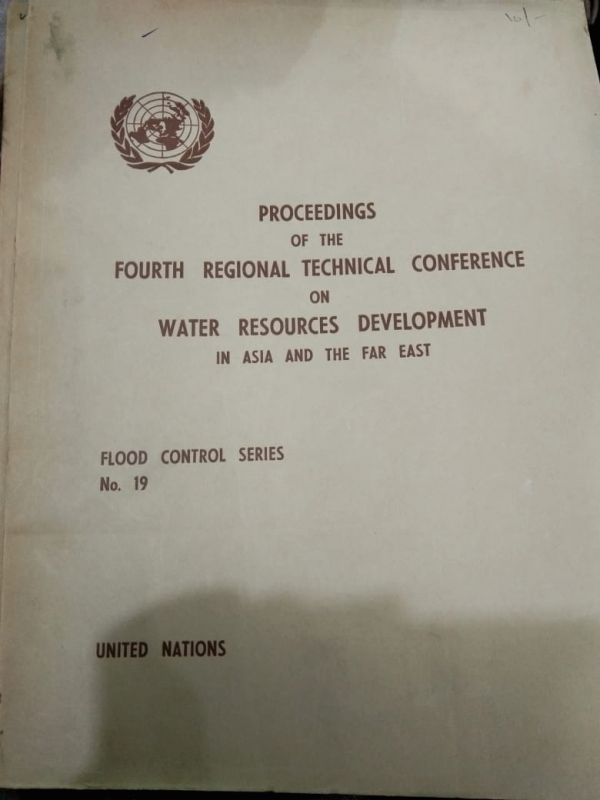 10/-
PROCEEDINGS
OF THE
FOURTH REGIONAL TECHNICAL CONFERENCE
ON
WATER RESOURCES DEVELOPMENT
IN ASIA AND THE FAR EAST
FLOOD CONTROL SERIES
No. 19
UNITED NATIONS